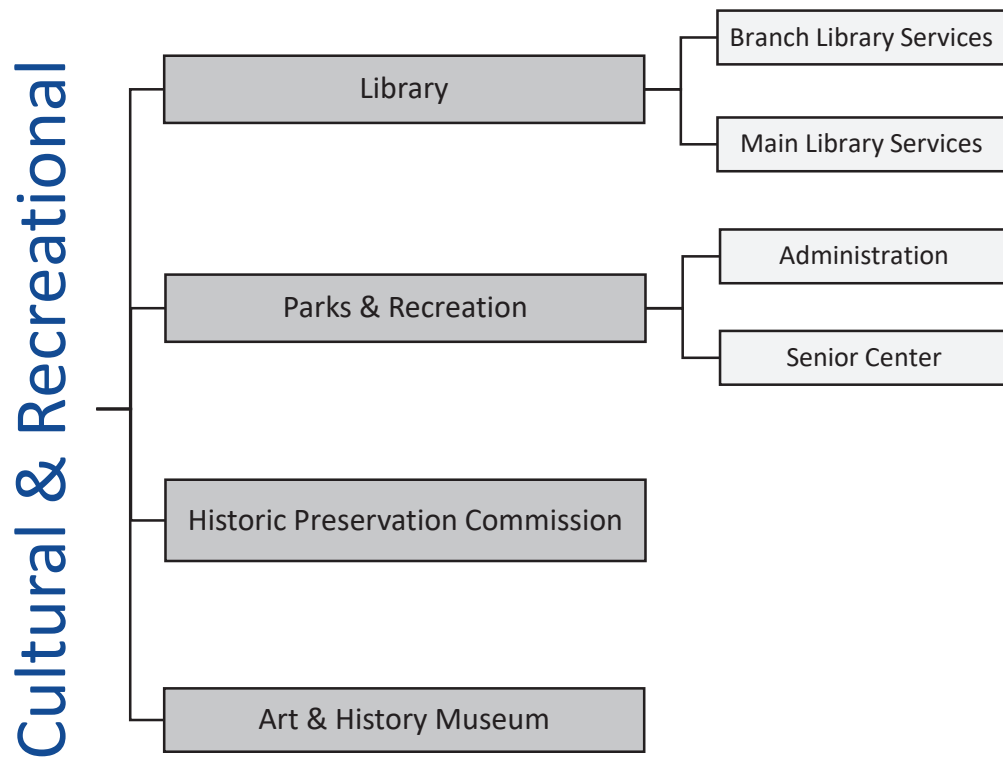 Cultural & Recreational
Library
Branch Library Services
Main Library Services
Parks & Recreation
Administration
Senior Center
Historic Preservation Commission
Art & History Museum